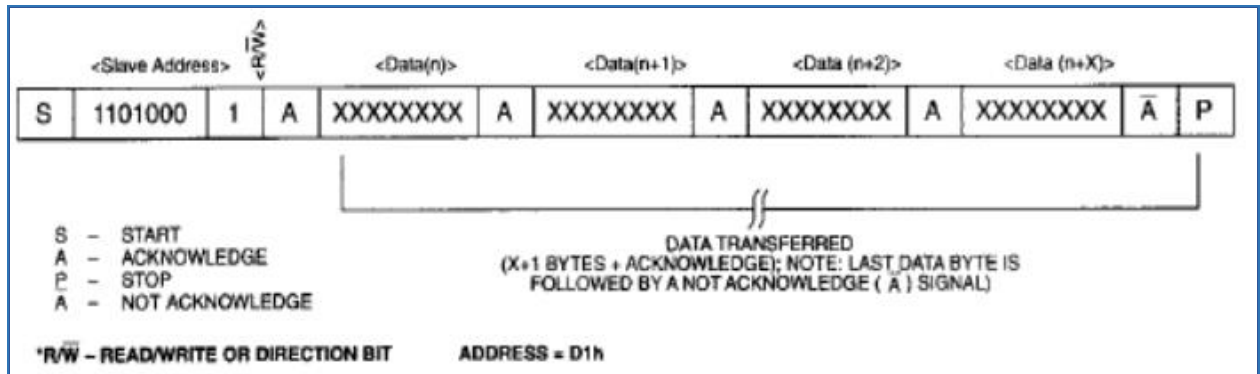 <Slave Address> <R/W̅> <Data(n)> <Data(n+1)> <Data (n+2)> <Data (n+X)>
S 1101000 1 A XXXXXXXX A XXXXXXXX A XXXXXXXX A XXXXXXXX A̅ P
S – START
A – ACKNOWLEDGE
P – STOP
A̅ – NOT ACKNOWLEDGE
DATA TRANSFERRED
(X+1 BYTES + ACKNOWLEDGE); NOTE: LAST DATA BYTE IS
FOLLOWED BY A NOT ACKNOWLEDGE ( A̅ ) SIGNAL)
*R/W̅ – READ/WRITE OR DIRECTION BIT ADDRESS = D1h